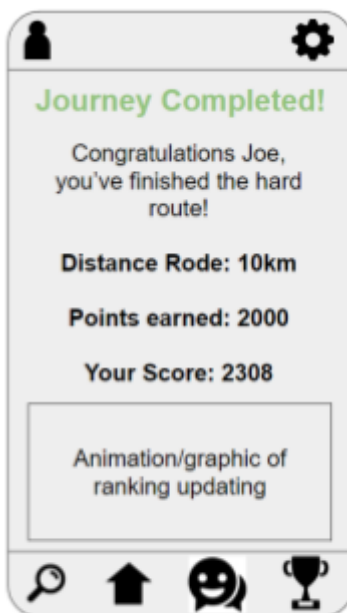 Journey Completed!
Congratulations Joe,
you've finished the hard
route!
Distance Rode: 10km
Points earned: 2000
Your Score: 2308
Animation/graphic of
ranking updating